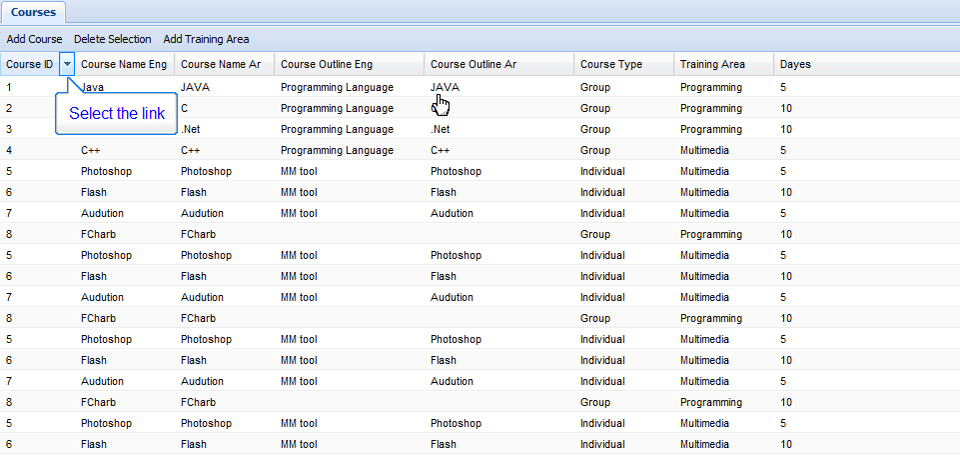 Courses
Add Course Delete Selection Add Training Area
Course ID Course Name Eng Course Name Ar Course Outline Eng Course Outline Ar Course Type Training Area Dayes
1 Java JAVA Programming Language JAVA Group Programming 5
Select the link
2 C Programming Language Group Programming 10
3 .Net Programming Language .Net Group Programming 10
4 C++ C++ Programming Language C++ Group Multimedia 5
5 Photoshop Photoshop MM tool Photoshop Individual Multimedia 5
6 Flash Flash MM tool Flash Individual Multimedia 10
7 Audution Audution MM tool Audution Individual Multimedia 5
8 FCharb FCharb Group Programming 10
5 Photoshop Photoshop MM tool Photoshop Individual Multimedia 5
6 Flash Flash MM tool Flash Individual Multimedia 10
7 Audution Audution MM tool Audution Individual Multimedia 5
8 FCharb FCharb Group Programming 10
5 Photoshop Photoshop MM tool Photoshop Individual Multimedia 5
6 Flash Flash MM tool Flash Individual Multimedia 10
7 Audution Audution MM tool Audution Individual Multimedia 5
8 FCharb FCharb Group Programming 10
5 Photoshop Photoshop MM tool Photoshop Individual Multimedia 5
6 Flash Flash MM tool Flash Individual Multimedia 10